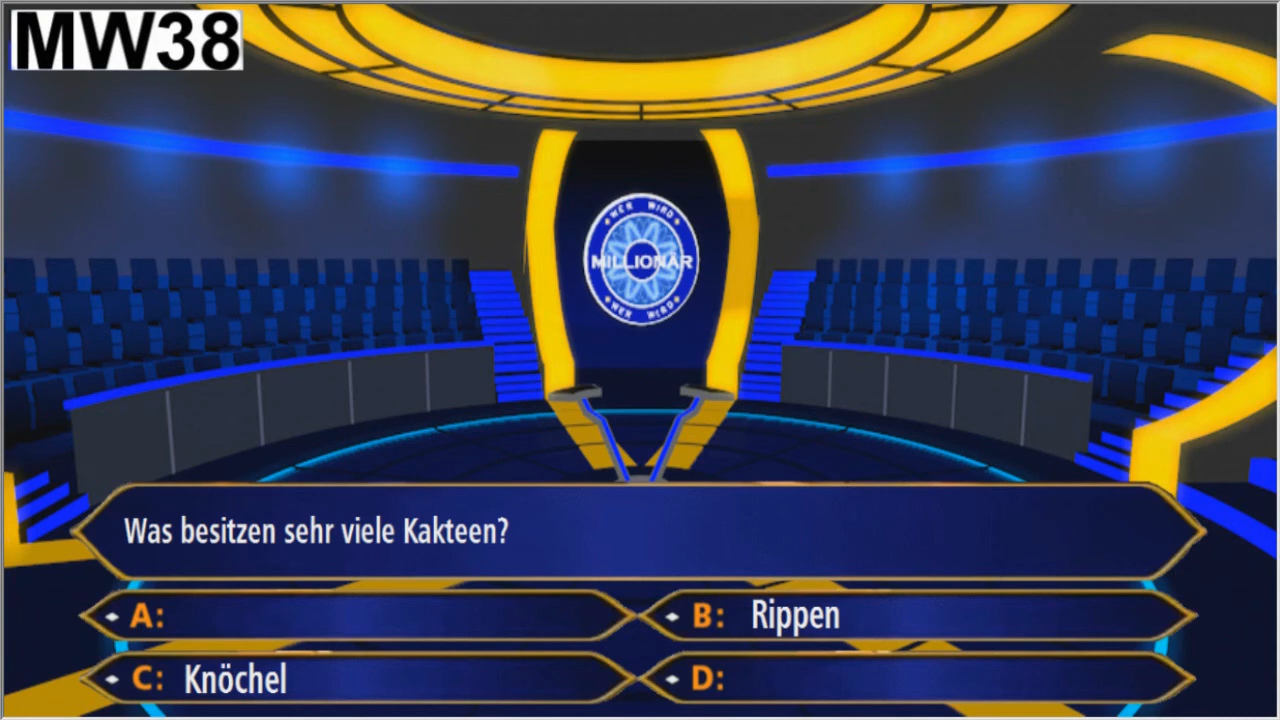 MW38
WER WIRD
MILLIONÄR
WER WIRD
Was besitzen sehr viele Kakteen?
A:
B: Rippen
C: Knöchel
D: